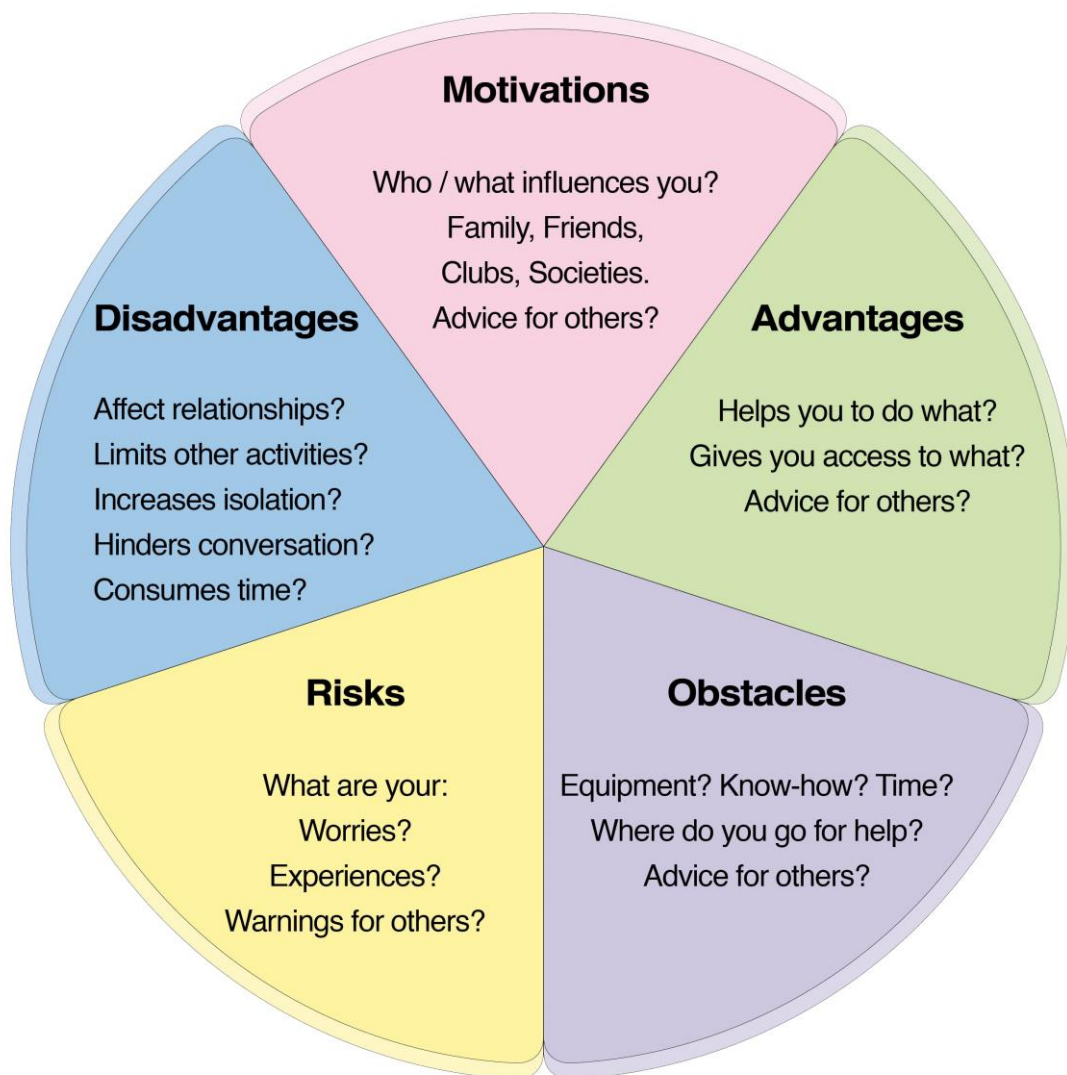 Motivations
Who / what influences you?
Family, Friends,
Clubs, Societies.
Advice for others?
Advantages
Helps you to do what?
Gives you access to what?
Advice for others?
Obstacles
Equipment? Know-how? Time?
Where do you go for help?
Advice for others?
Risks
What are your:
Worries?
Experiences?
Warnings for others?
Disadvantages
Affect relationships?
Limits other activities?
Increases isolation?
Hinders conversation?
Consumes time?